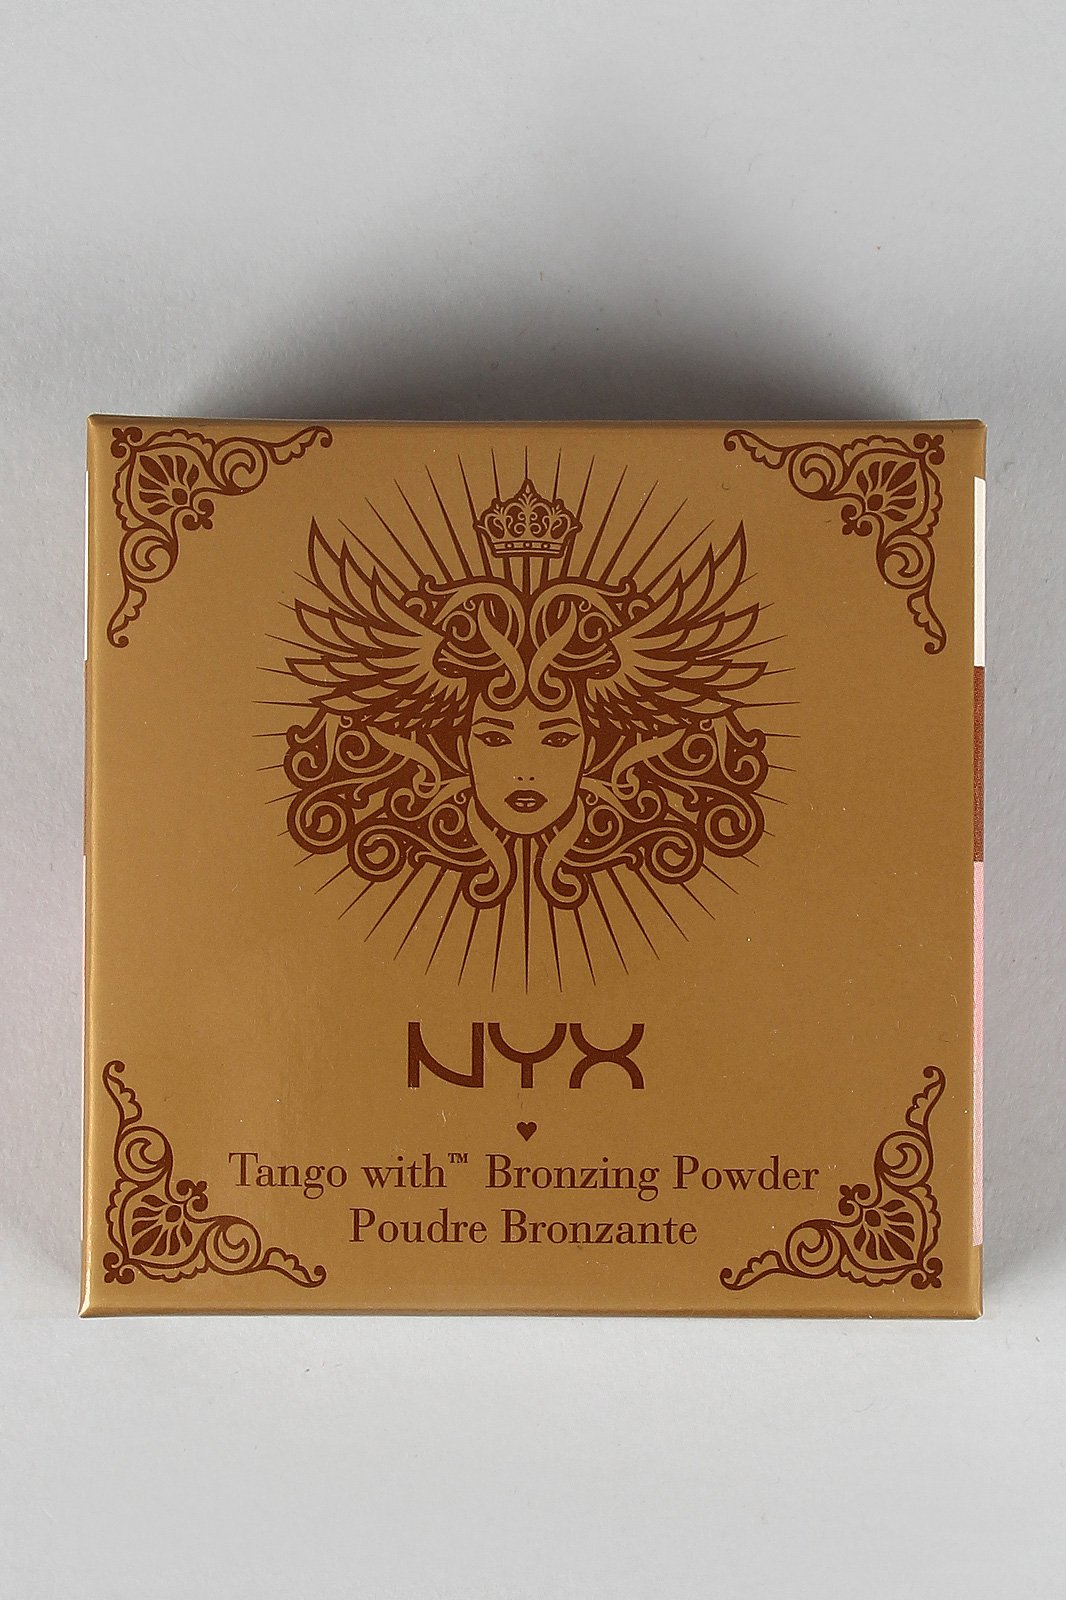 NYX
Tango with™ Bronzing Powder
Poudre Bronzante